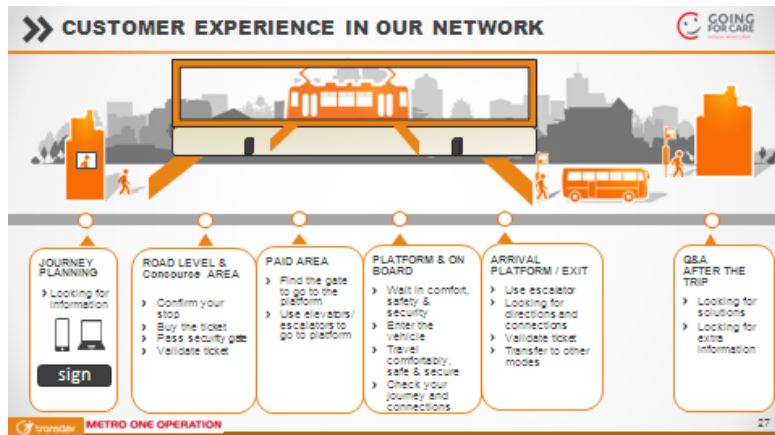 CUSTOMER EXPERIENCE IN OUR NETWORK
GOING
FOR CARE
JOURNEY
PLANNING
Looking for
information
sign
ROAD LEVEL &
Concource AREA
Confirm your
stop
Buy the ticket
Pass security gate
Validate ticket
PAID AREA
Find the gate
to go to the
platform
Use elevators/
escalators to
go to platform
PLATFORM & ON
BOARD
Wait in comfort,
safety &
security
Enter the
vehicle
Travel
comfortably,
safe & secure
Check your
journey and
connections
ARRIVAL
PLATFORM / EXIT
Use escalator
Looking for
directions and
connections
Validate ticket
Transfer to other
modes
Q&A
AFTER THE
TRIP
Looking for
solutions
Looking for
extra
information
transdev
METRO ONE OPERATION
27